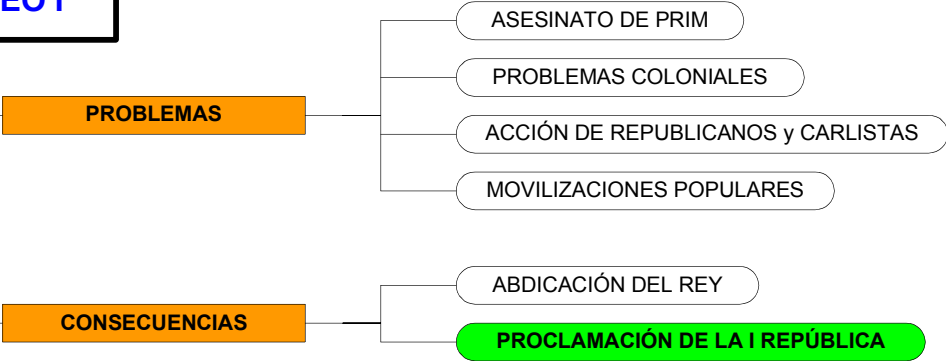 ASESINATO DE PRIM
PROBLEMAS COLONIALES
PROBLEMAS
ACCIÓN DE REPUBLICANOS y CARLISTAS
MOVILIZACIONES POPULARES
ABDICACIÓN DEL REY
CONSECUENCIAS
PROCLAMACIÓN DE LA I REPÚBLICA